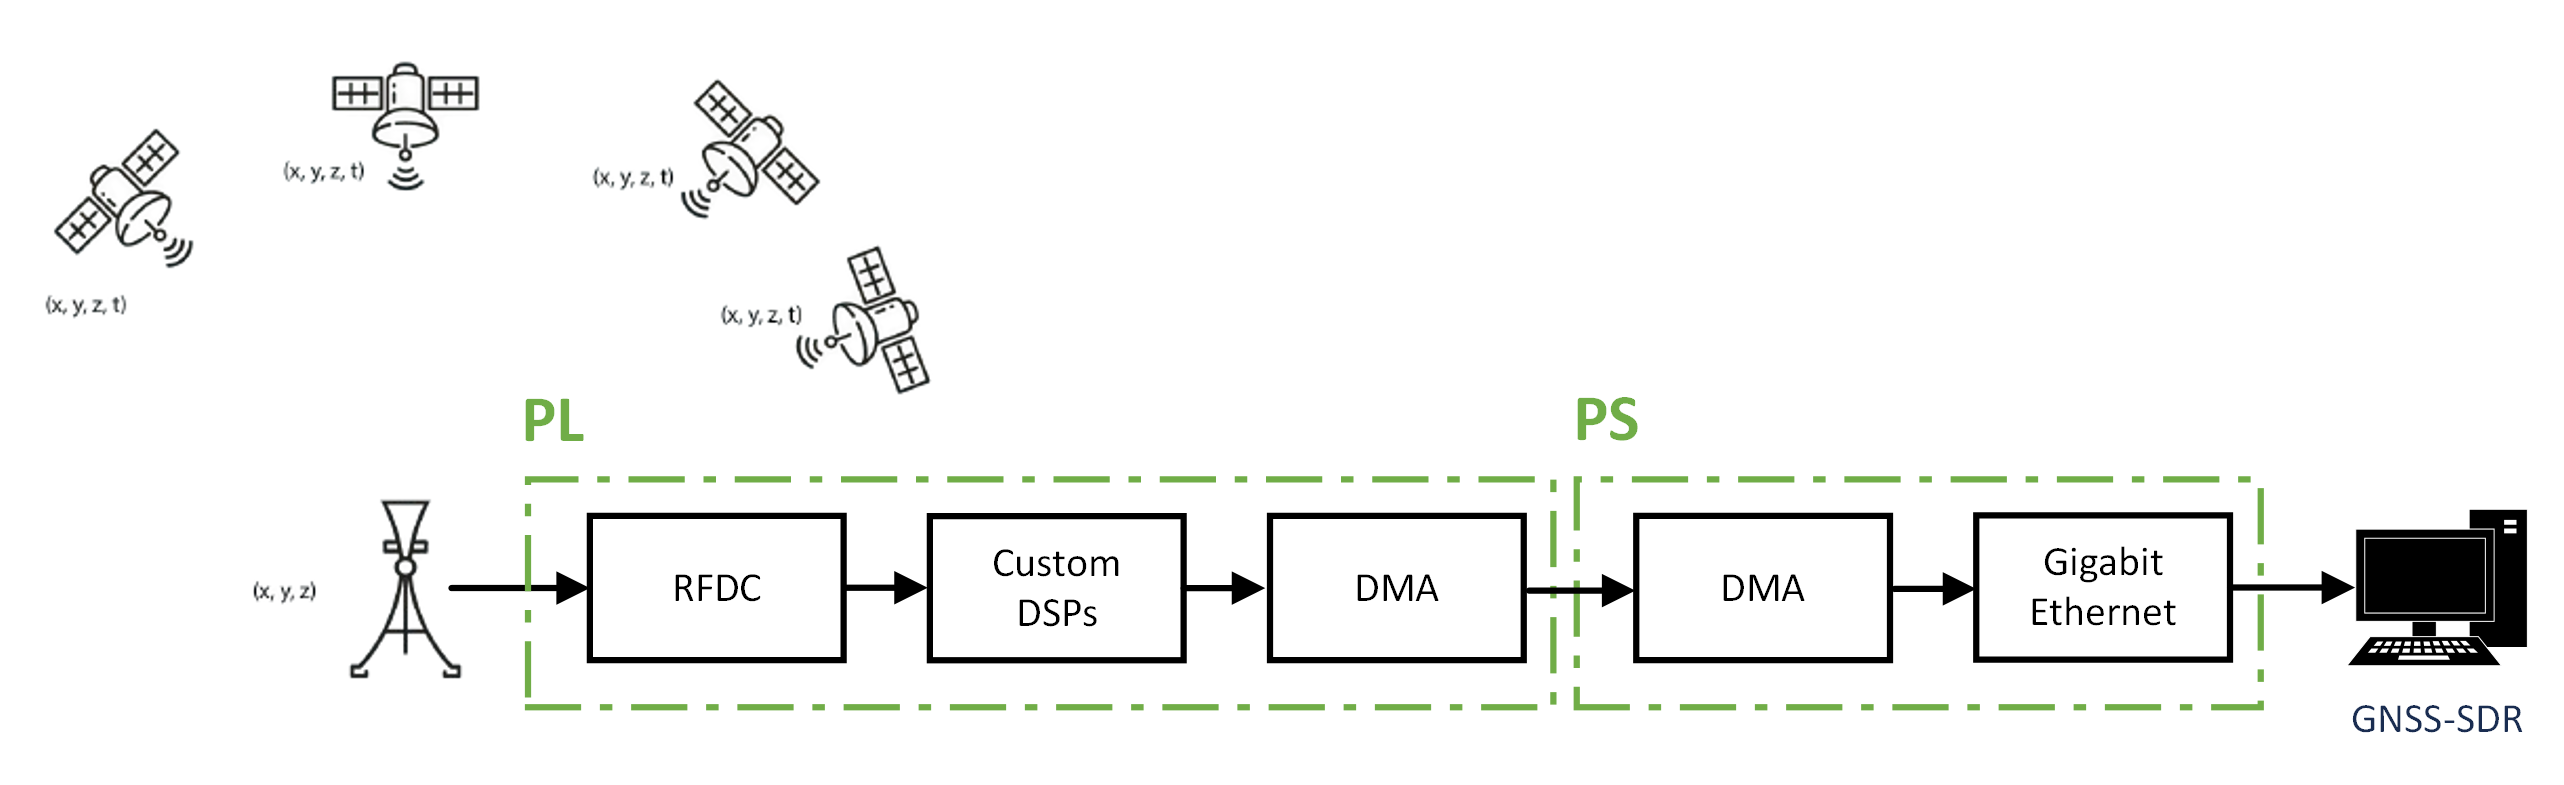 (x, y, z, t)
(x, y, z, t)
(x, y, z, t)
(x, y, z, t)
PL
PS
(x, y, z)
RFDC
Custom
DSPs
DMA
DMA
Gigabit
Ethernet
GNSS-SDR